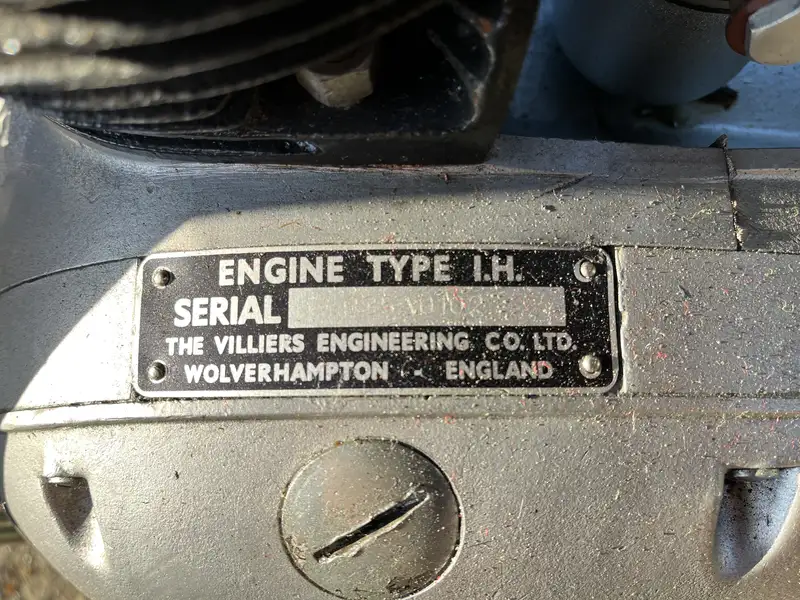 ENGINE TYPE I.H.
SERIAL
THE VILLIERS ENGINEERING CO. LTD.
WOLVERHAMPTON - ENGLAND